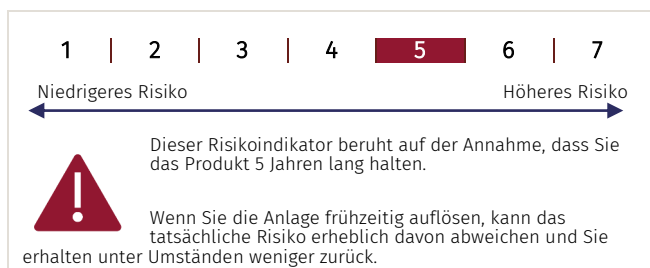 1 | 2 | 3 | 4 | 5 | 6 | 7
Niedrigeres Risiko Höheres Risiko
Dieser Risikoindikator beruht auf der Annahme, dass Sie
das Produkt 5 Jahren lang halten.
Wenn Sie die Anlage frühzeitig auflösen, kann das
tatsächliche Risiko erheblich davon abweichen und Sie
erhalten unter Umständen weniger zurück.